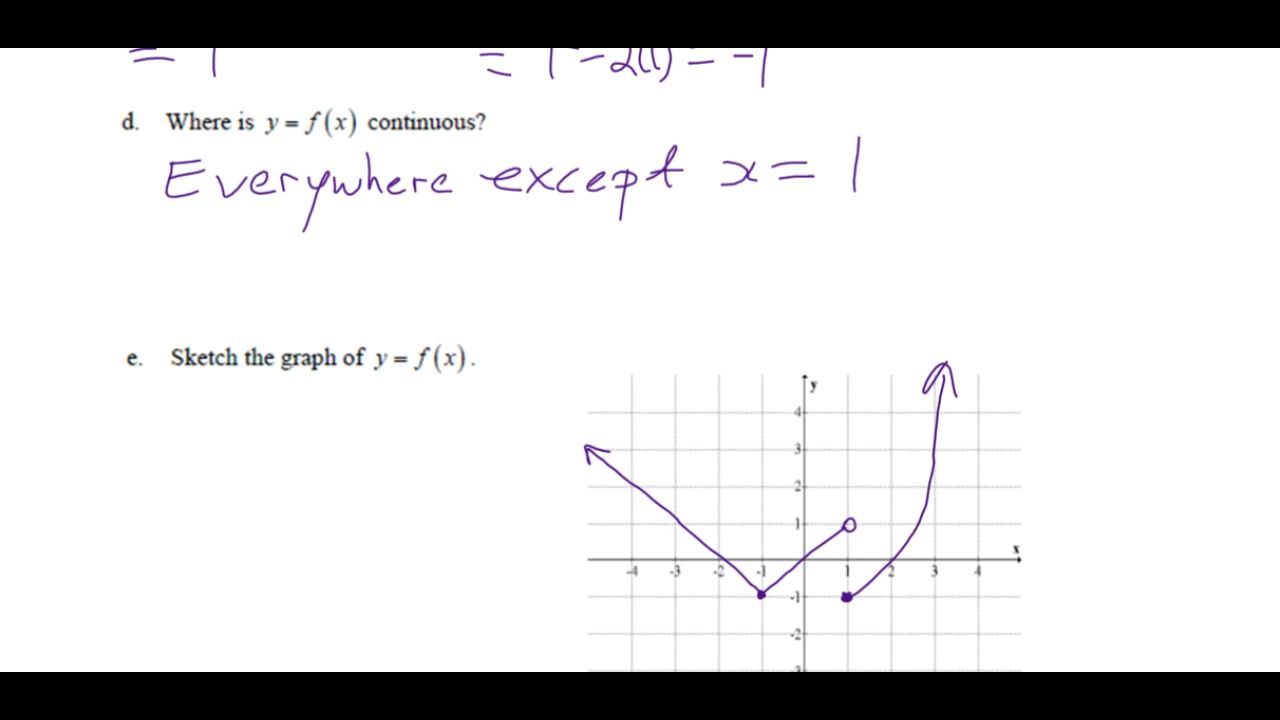 = 1 = 1 - 2(1) = -1
d. Where is y = f(x) continuous?
Everywhere except x = 1
e. Sketch the graph of y = f(x).
y
4
3
2
1
x
-4 -3 -2 -1 1 2 3 4
-1
-2